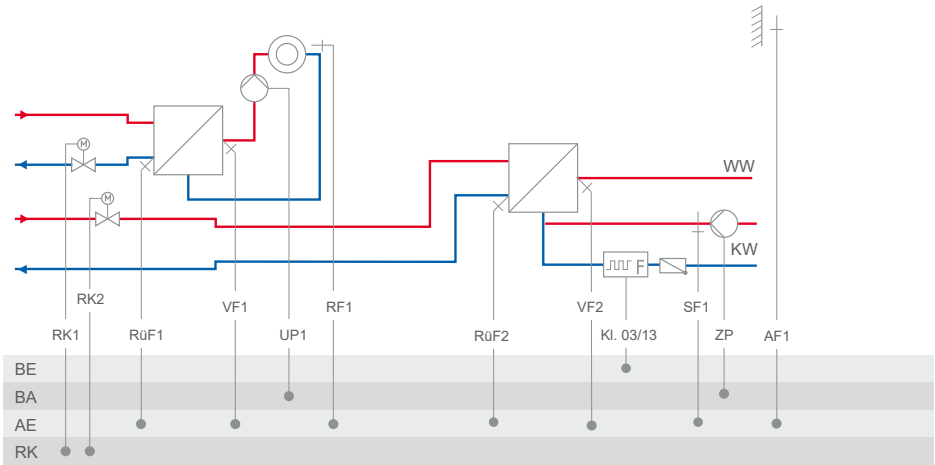 M
M
WW
KW
F
RK2
VF1
RF1
VF2
SF1
RK1
RüF1
UP1
RüF2
Kl. 03/13
ZP
AF1
BE
BA
AE
RK